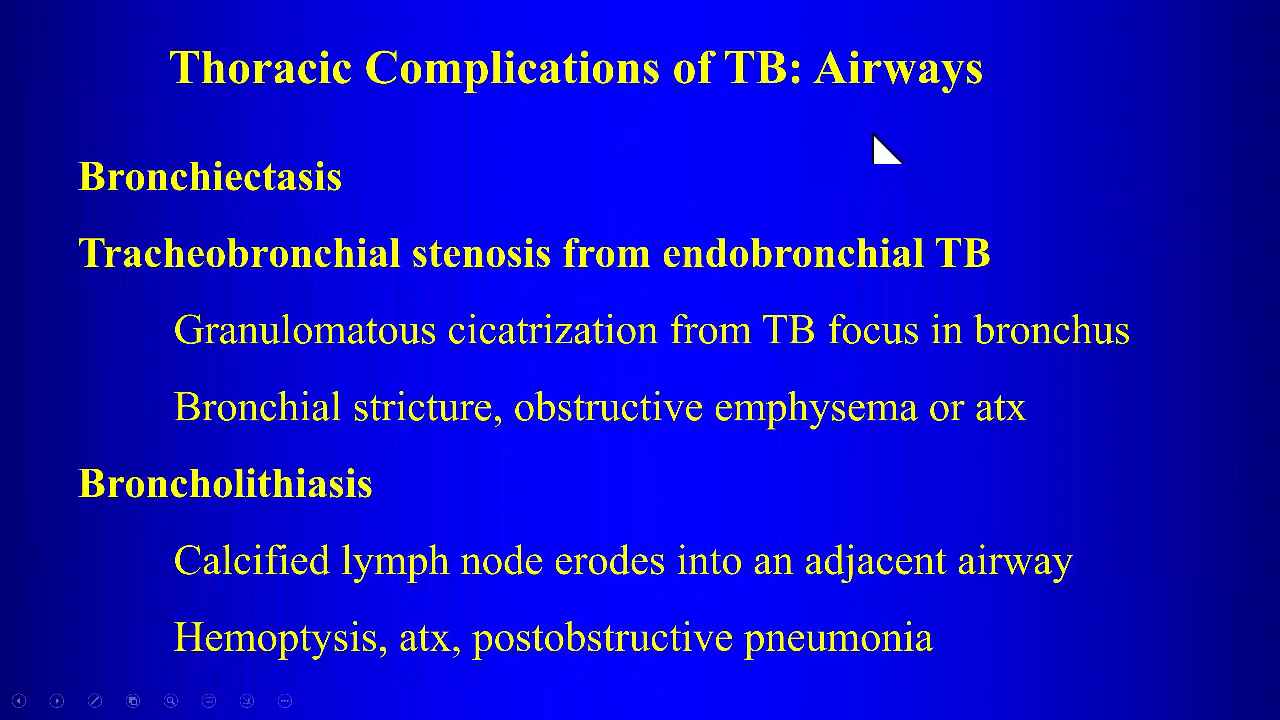 Thoracic Complications of TB: Airways
Bronchiectasis
Tracheobronchial stenosis from endobronchial TB
Granulomatous cicatrization from TB focus in bronchus
Bronchial stricture, obstructive emphysema or atx
Broncholithiasis
Calcified lymph node erodes into an adjacent airway
Hemoptysis, atx, postobstructive pneumonia